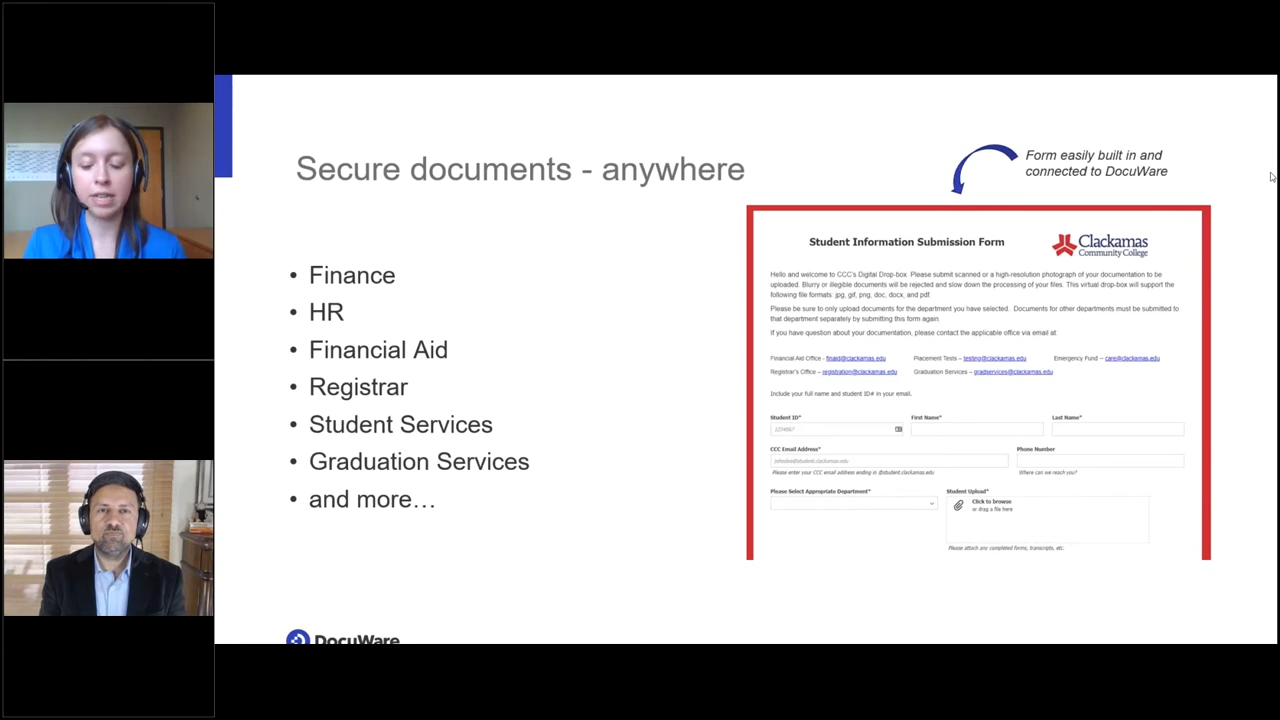 Secure documents - anywhere
Form easily built in and
connected to DocuWare
• Finance
• HR
• Financial Aid
• Registrar
• Student Services
• Graduation Services
• and more…
Student Information Submission Form
Clackamas
Community College
Hello and welcome to CCC's Digital Drop-box. Please submit scanned or a high-resolution photograph of your documentation to be
uploaded. Blurry or illegible documents will be rejected and slow down the processing of your files. This virtual drop-box will support the
following file formats: jpg, gif, png, doc, docx, and pdf.
Please be sure to only upload documents for the department you have selected. Documents for other departments must be submitted to
that department separately by submitting this form again.
If you have question about your documentation, please contact the applicable office via email at:
Financial Aid Office - finaid@clackamas.edu Placement Tests – testing@clackamas.edu Emergency Fund – care@clackamas.edu
Registrar's Office – registration@clackamas.edu Graduation Services – gradservices@clackamas.edu
Include your full name and student ID# in your email.
Student ID* First Name* Last Name*
1234567
CCC Email Address* Phone Number
johndoe@student.clackamas.edu
Please enter your CCC email address ending in @student.clackamas.edu Where can we reach you?
Please Select Appropriate Department* Student Upload*
Click to browse
or drag a file here
Please attach any completed forms, transcripts, etc.
DocuWare